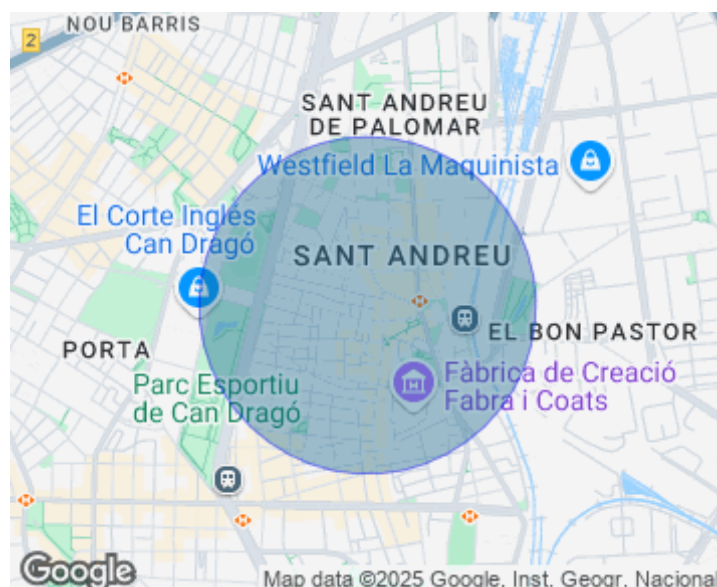 NOU BARRIS
2
SANT ANDREU
DE PALOMAR
Westfield La Maquinista
El Corte Inglés
Can Dragó
SANT ANDREU
PORTA
EL BON PASTOR
Parc Esportiu
de Can Dragó
Fàbrica de Creació
Fabra i Coats
Google
Map data ©2025 Google, Inst. Geogr. Nacional